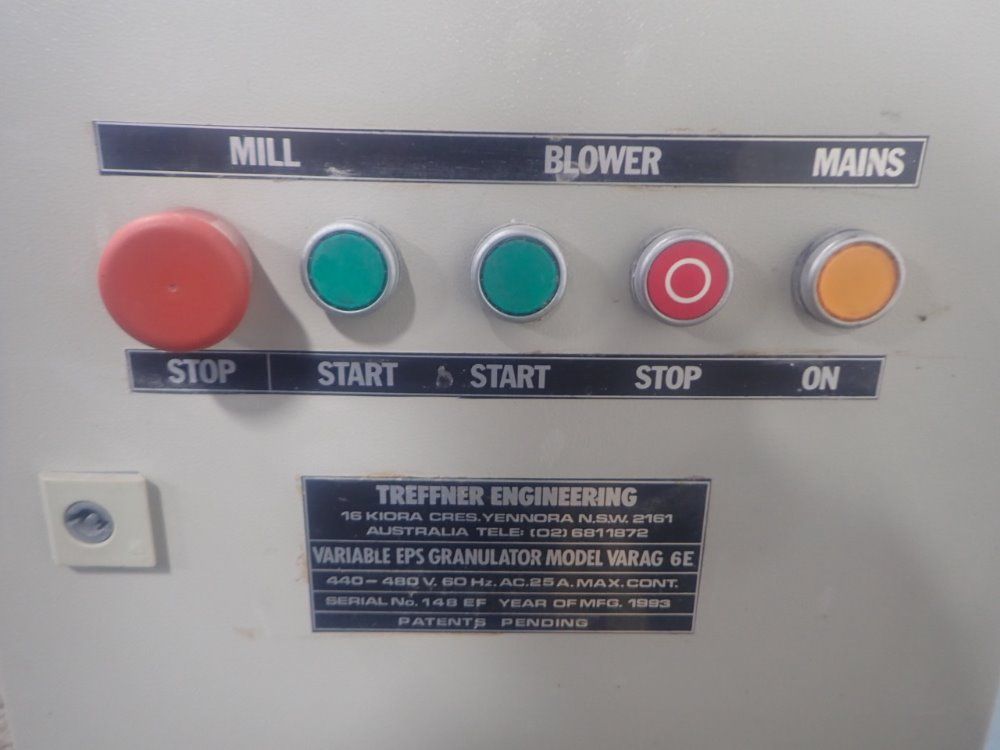 MILL BLOWER MAINS
STOP START START STOP ON
TREFFNER ENGINEERING
16 KIORA CRES. YENNORA N.S.W. 2161
AUSTRALIA TELE: (02) 6811872
VARIABLE EPS GRANULATOR MODEL VARAG 6E
440-480 V. 60 Hz. AC. 25 A. MAX. CONT.
SERIAL No. 148 EF YEAR OF MFG. 1993
PATENTS PENDING